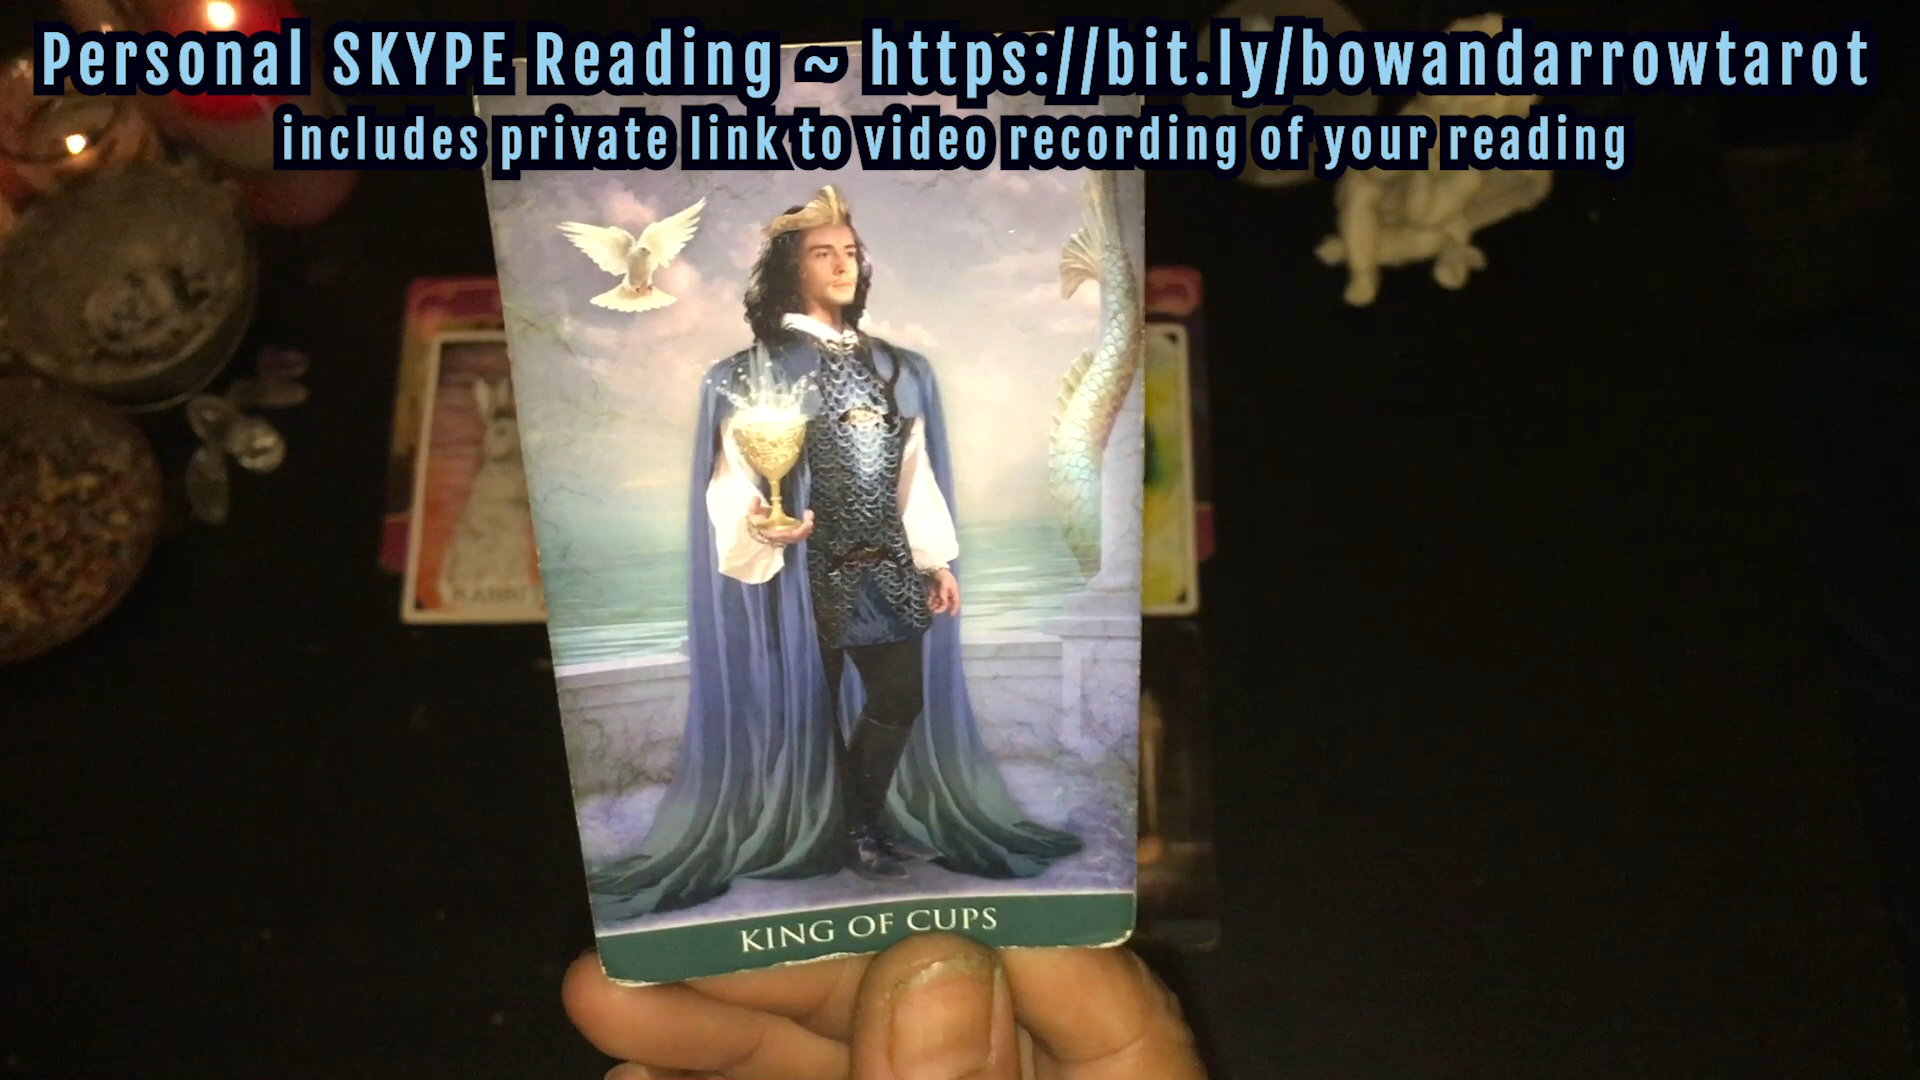 Personal SKYPE Reading ~ https://bit.ly/bowandarrowtarot
includes private link to video recording of your reading
KING OF CUPS